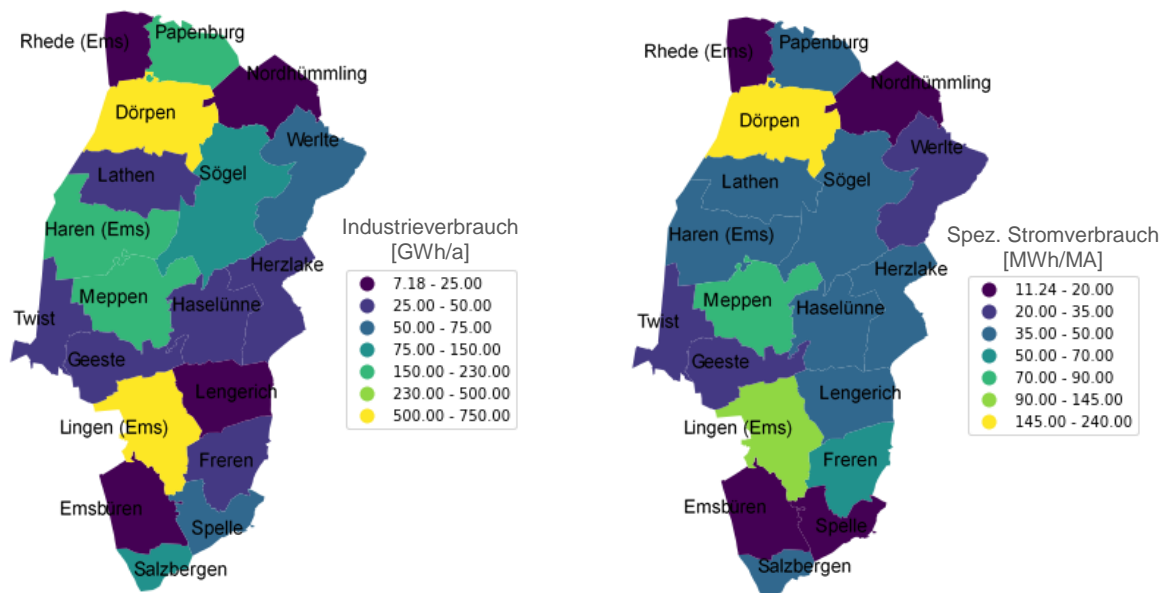 Rhede (Ems)
Papenburg
Nordhümmling
Dörpen
Werlte
Lathen
Sögel
Haren (Ems)
Herzlake
Meppen
Haselünne
Twist
Geeste
Lengerich
Lingen (Ems)
Freren
Emsbüren
Spelle
Salzbergen
Industrieverbrauch
[GWh/a]
7.18 - 25.00
25.00 - 50.00
50.00 - 75.00
75.00 - 150.00
150.00 - 230.00
230.00 - 500.00
500.00 - 750.00
Rhede (Ems)
Papenburg
Nordhümmling
Dörpen
Werlte
Lathen
Sögel
Haren (Ems)
Herzlake
Meppen
Haselünne
Twist
Geeste
Lengerich
Lingen (Ems)
Freren
Emsbüren
Spelle
Salzbergen
Spez. Stromverbrauch
[MWh/MA]
11.24 - 20.00
20.00 - 35.00
35.00 - 50.00
50.00 - 70.00
70.00 - 90.00
90.00 - 145.00
145.00 - 240.00